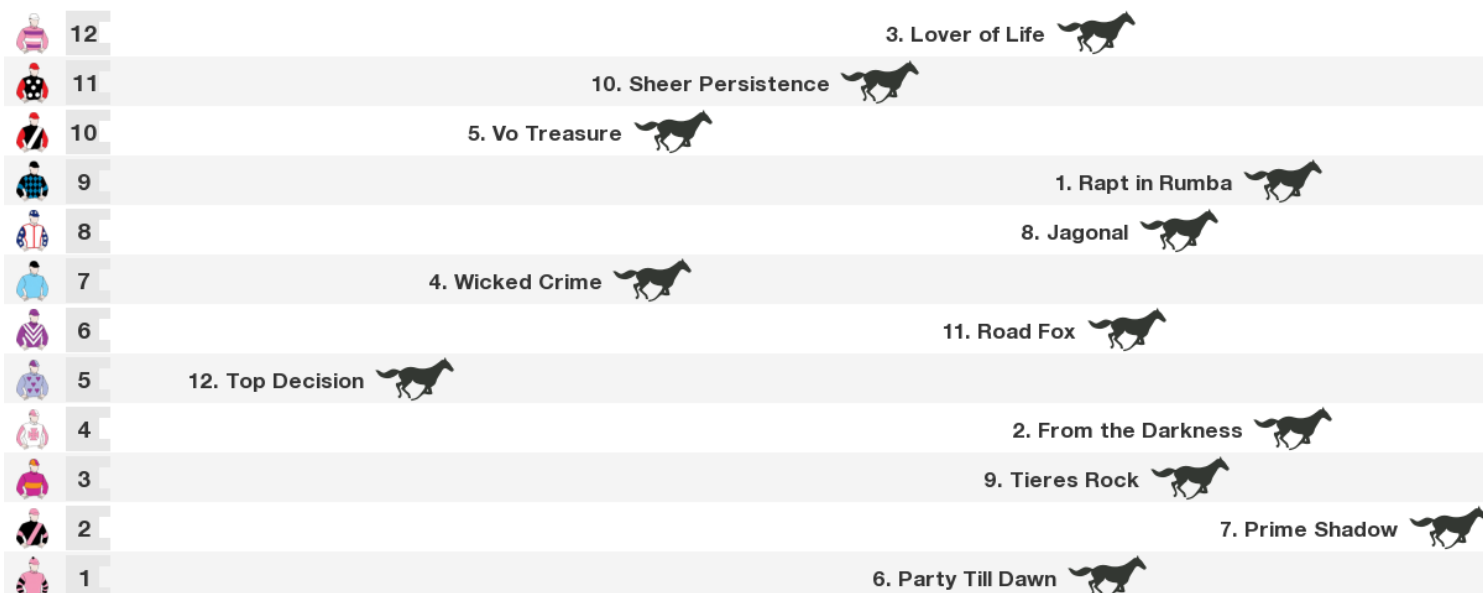 12 3. Lover of Life
11 10. Sheer Persistence
10 5. Vo Treasure
9 1. Rapt in Rumba
8 8. Jagonal
7 4. Wicked Crime
6 11. Road Fox
5 12. Top Decision
4 2. From the Darkness
3 9. Tieres Rock
2 7. Prime Shadow
1 6. Party Till Dawn